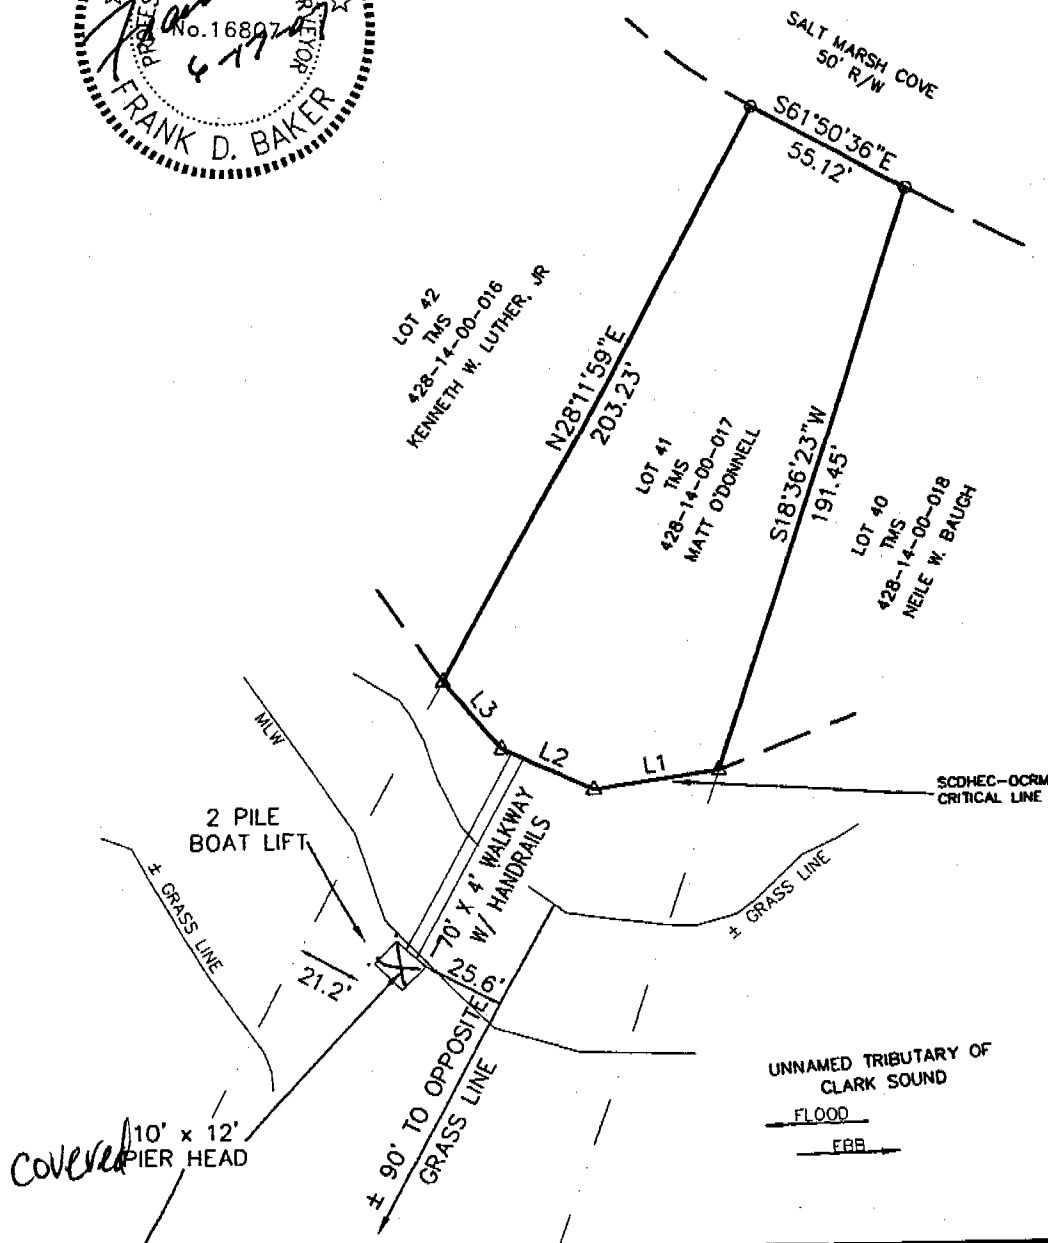 No.16807
FRANK D. BAKER
SALT MARSH COVE
50' R/W
S61°50'36"E
55.12'
LOT 42
TMS
428-14-00-016
KENNETH W. LUTHER, JR
N28°11'59"E
203.23'
LOT 41
TMS
428-14-00-017
MATT O'DONNELL
S18°36'23"W
191.45'
LOT 40
TMS
428-14-00-018
NEILE W. BAUGH
L3
L2
L1
MLW
SCDHEC-OCRM
CRITICAL LINE
2 PILE
BOAT LIFT
70' X 4' WALKWAY
W/ HANDRAILS
± GRASS LINE
± GRASS LINE
21.2'
25.6'
± 90' TO OPPOSITE
GRASS LINE
UNNAMED TRIBUTARY OF
CLARK SOUND
FLOOD
EBB
covered 10' x 12'
PIER HEAD